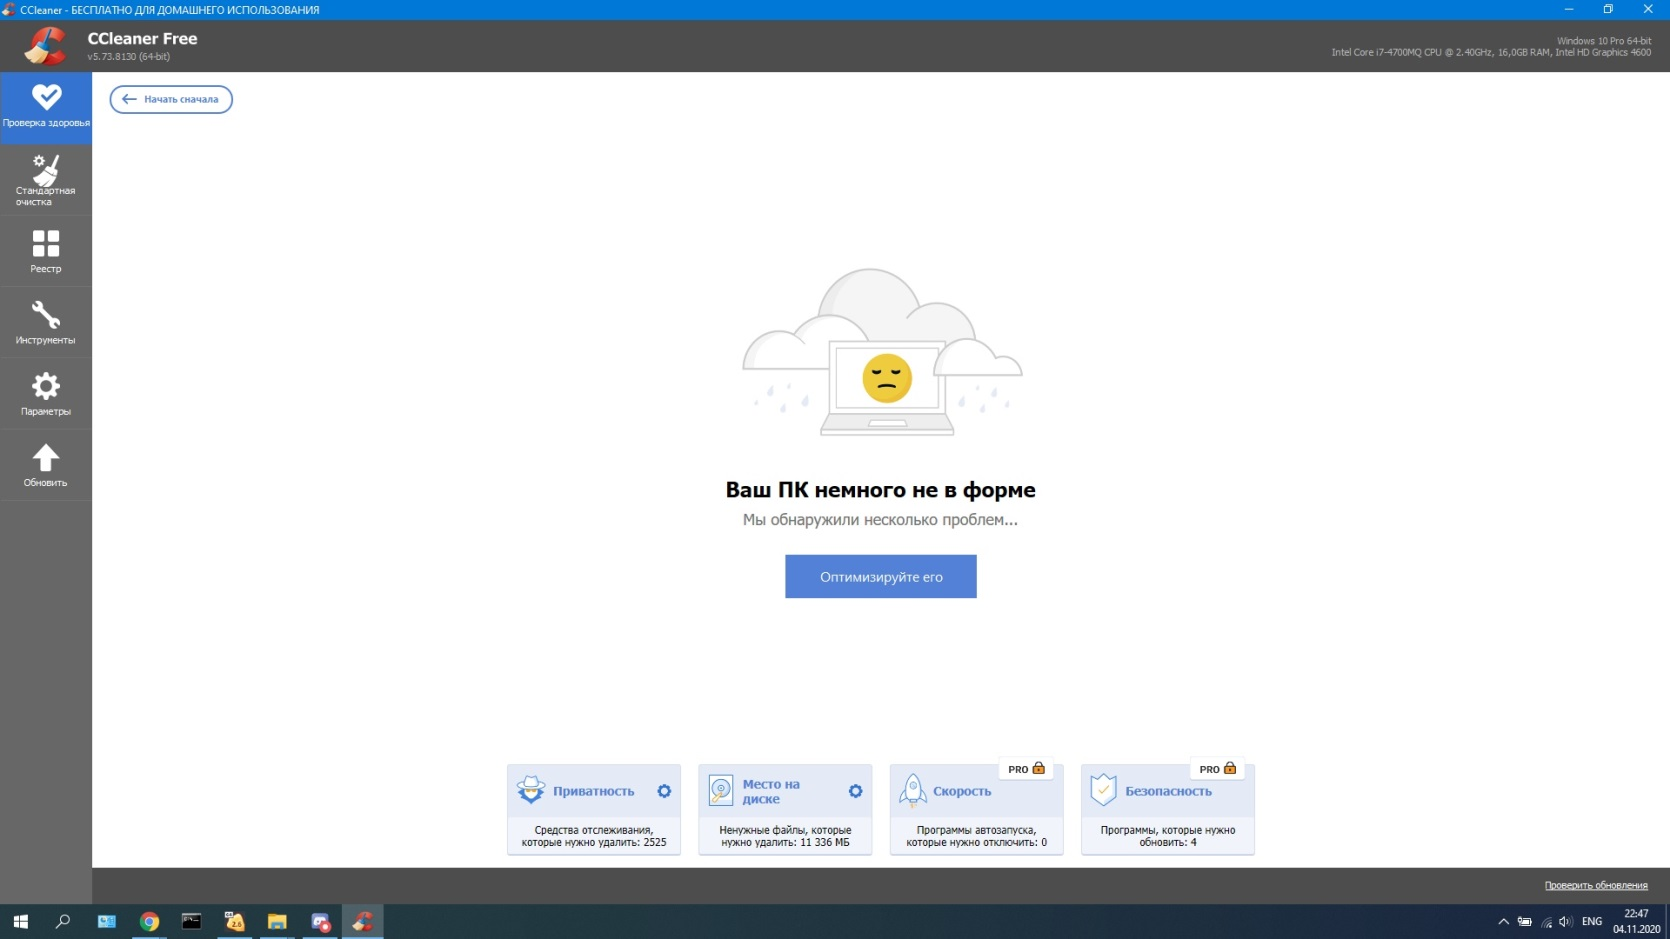 CCleaner - БЕСПЛАТНО ДЛЯ ДОМАШНЕГО ИСПОЛЬЗОВАНИЯ
CCleaner Free
v5.73.8130 (64-bit)
Windows 10 Pro 64-bit
Intel Core i7-4700MQ CPU @ 2.40GHz, 16,0GB RAM, Intel HD Graphics 4600
Проверка здоровья
Стандартная
очистка
Реестр
Инструменты
Параметры
Обновить
Начать сначала
Ваш ПК немного не в форме
Мы обнаружили несколько проблем...
Оптимизируйте его
Приватность
Средства отслеживания,
которые нужно удалить: 2525
Место на
диске
Ненужные файлы, которые
нужно удалить: 11 336 МБ
PRO
Скорость
Программы автозапуска,
которые нужно отключить: 0
PRO
Безопасность
Программы, которые нужно
обновить: 4
Проверить обновления
ENG
22:47
04.11.2020